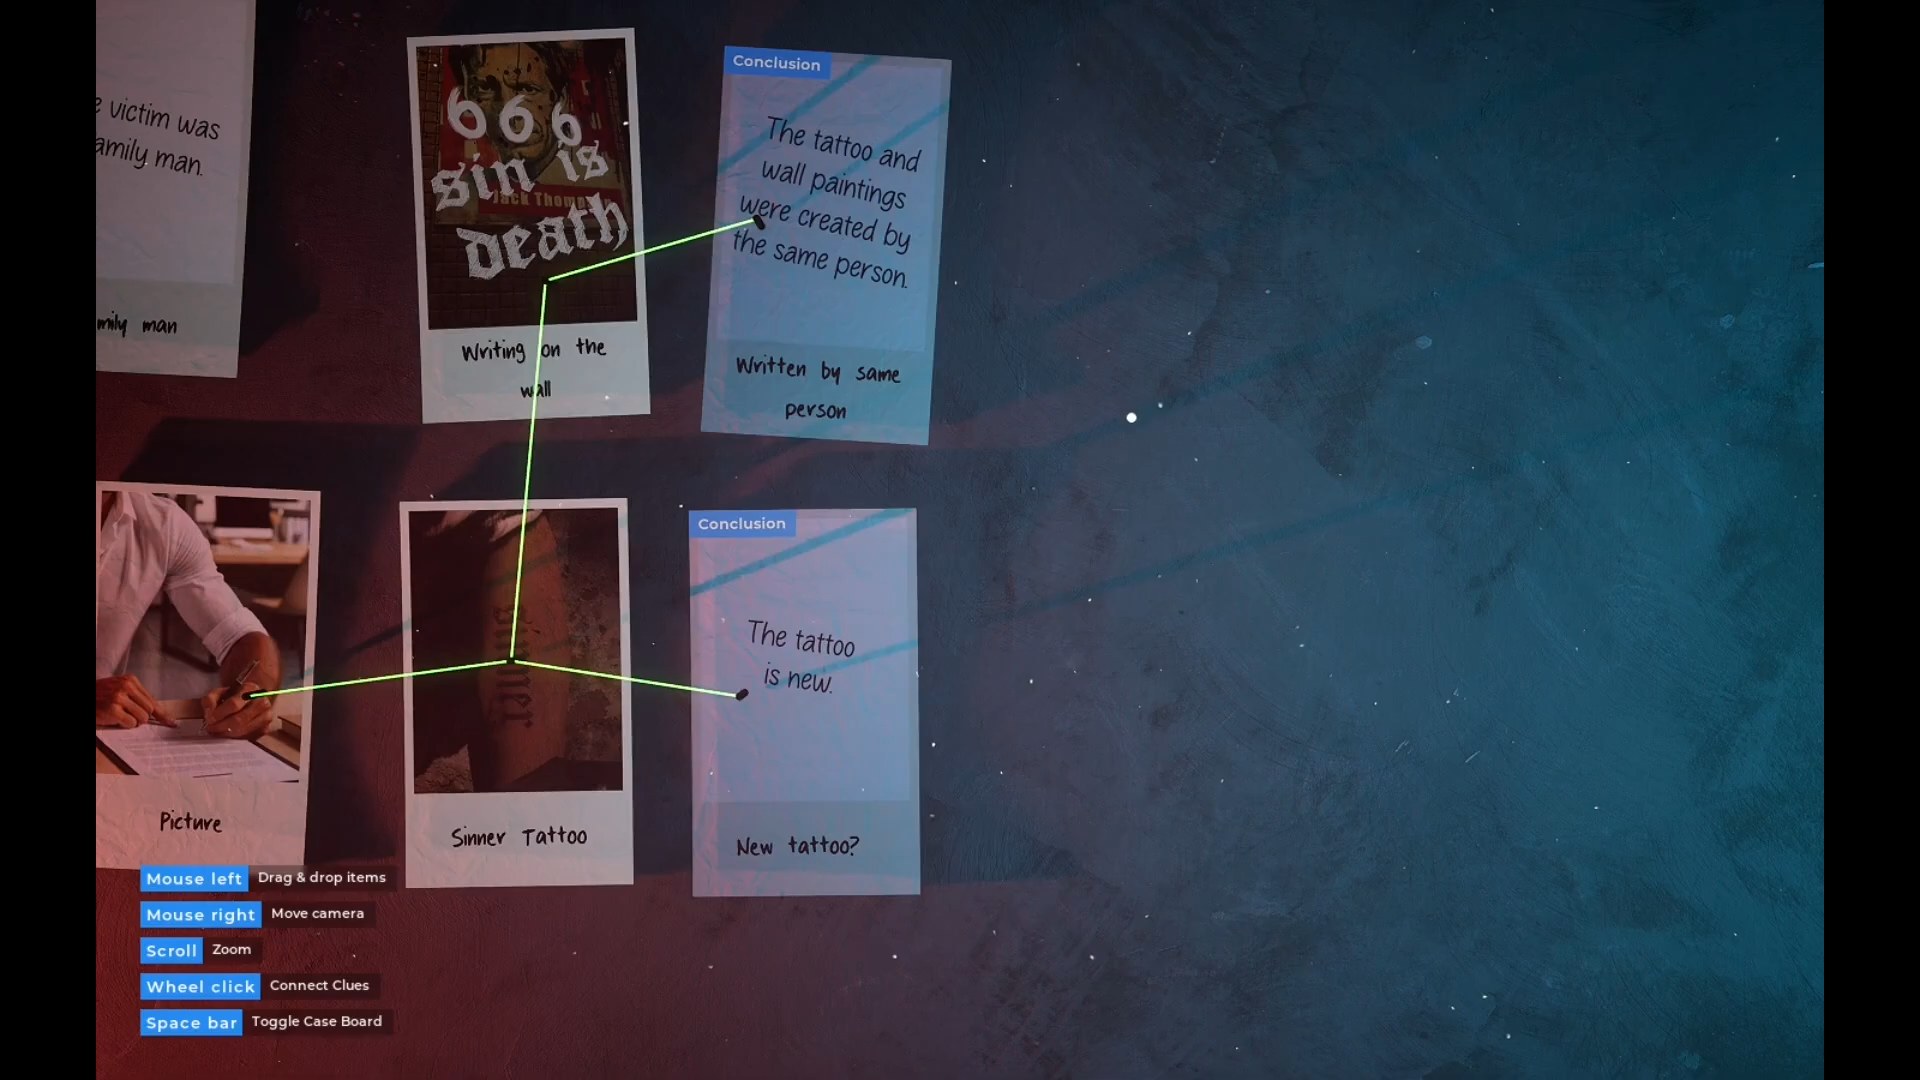 victim was
amily man.
mily man
666
sin is
Jack Thom
death
Writing on the
wall
Conclusion
The tattoo and
wall paintings
were created by
the same person.
Written by same
person
Picture
Sinner
Sinner Tattoo
Conclusion
The tattoo
is new.
New tattoo?
Mouse left Drag & drop items
Mouse right Move camera
Scroll Zoom
Wheel click Connect Clues
Space bar Toggle Case Board